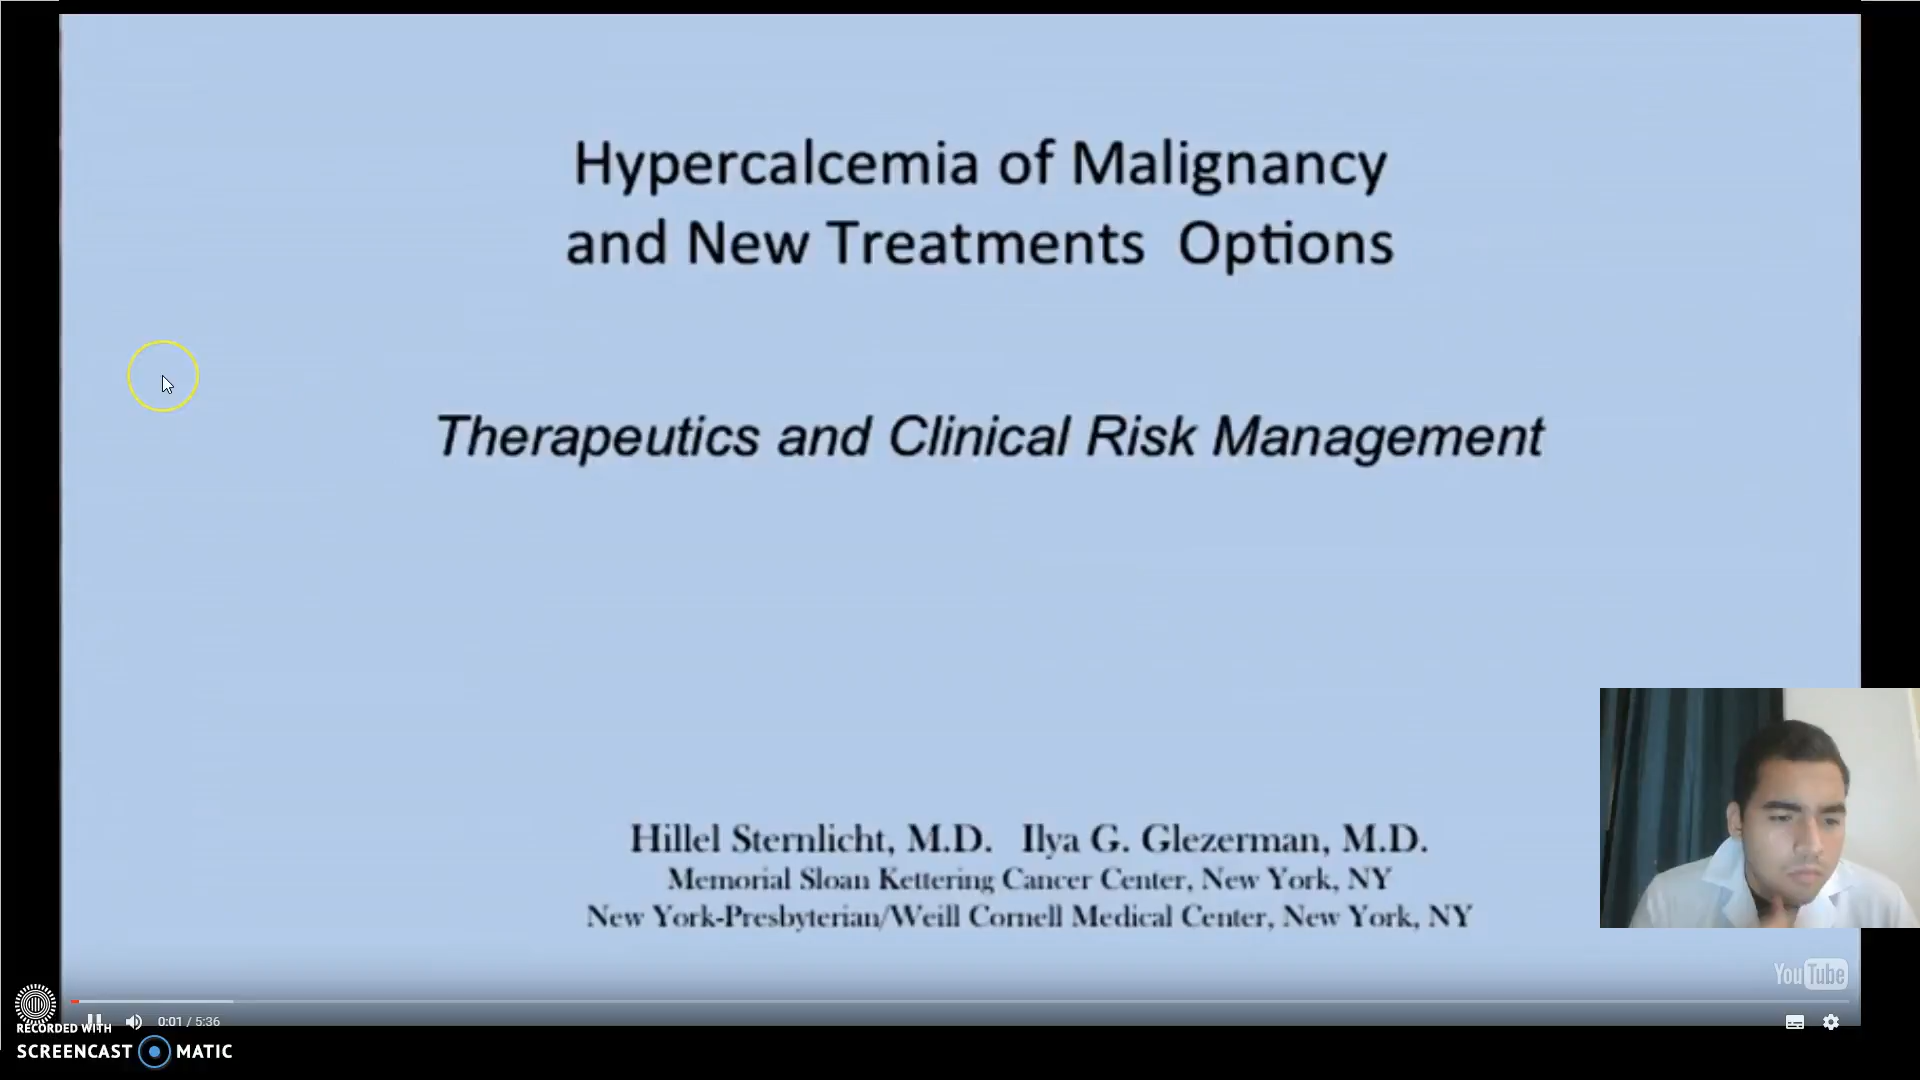 Hypercalcemia of Malignancy
and New Treatments Options
Therapeutics and Clinical Risk Management
Hillel Sternlicht, M.D. Ilya G. Glezerman, M.D.
Memorial Sloan Kettering Cancer Center, New York, NY
New York-Presbyterian/Weill Cornell Medical Center, New York, NY
YouTube
0:01 / 5:36
RECORDED WITH
SCREENCAST MATIC